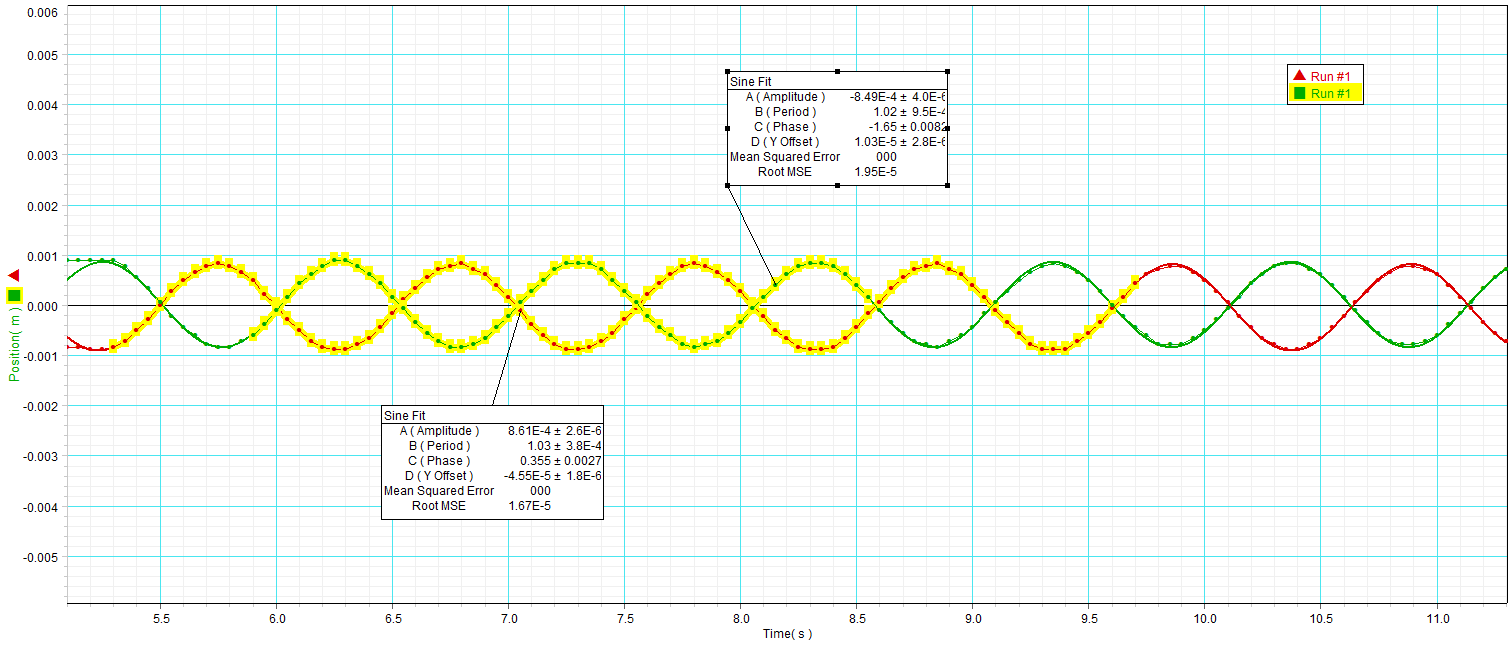 0.006
0.005
0.004
0.003
0.002
0.001
0.000
-0.001
-0.002
-0.003
-0.004
-0.005
Position( m )
Run #1
Run #1
Sine Fit
A ( Amplitude ) -8.49E-4 ± 4.0E-6
B ( Period ) 1.02 ± 9.5E-4
C ( Phase ) -1.65 ± 0.0082
D ( Y Offset ) 1.03E-5 ± 2.8E-6
Mean Squared Error 000
Root MSE 1.95E-5
Sine Fit
A ( Amplitude ) 8.61E-4 ± 2.6E-6
B ( Period ) 1.03 ± 3.8E-4
C ( Phase ) 0.355 ± 0.0027
D ( Y Offset ) -4.55E-5 ± 1.8E-6
Mean Squared Error 000
Root MSE 1.67E-5
5.5 6.0 6.5 7.0 7.5 8.0 8.5 9.0 9.5 10.0 10.5 11.0
Time( s )